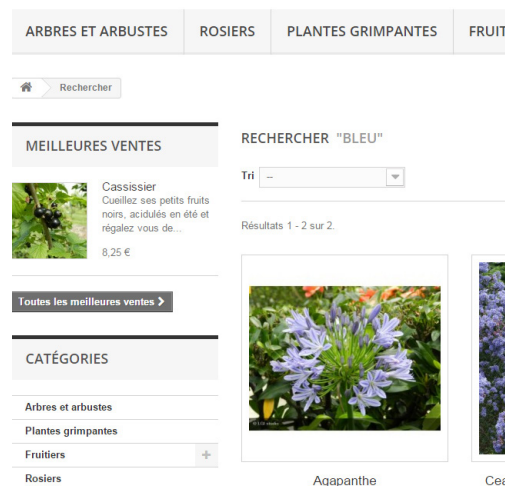 ARBRES ET ARBUSTES ROSIERS PLANTES GRIMPANTES FRUIT
Rechercher
MEILLEURES VENTES
Cassissier
Cueillez ses petits fruits
noirs, acidulés en été et
régalez vous de...
8,25 €
Toutes les meilleures ventes
CATÉGORIES
Arbres et arbustes
Plantes grimpantes
Fruitiers +
Rosiers
RECHERCHER "BLEU"
Tri --
Résultats 1 - 2 sur 2.
Agapanthe Cea